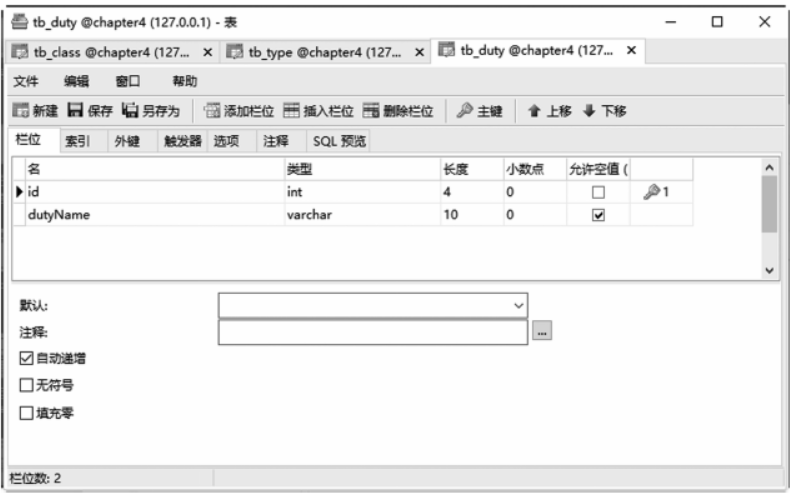 tb_duty @chapter4 (127.0.0.1) - 表
tb_class @chapter4 (127... × tb_type @chapter4 (127... × tb_duty @chapter4 (127... ×
文件 编辑 窗口 帮助
新建 保存 另存为 添加栏位 插入栏位 删除栏位 主键 上移 下移
栏位 索引 外键 触发器 选项 注释 SQL 预览
名 类型 长度 小数点 允许空值 (
id int 4 0 1
dutyName varchar 10 0
默认:
注释: ...
自动递增
无符号
填充零
栏位数: 2